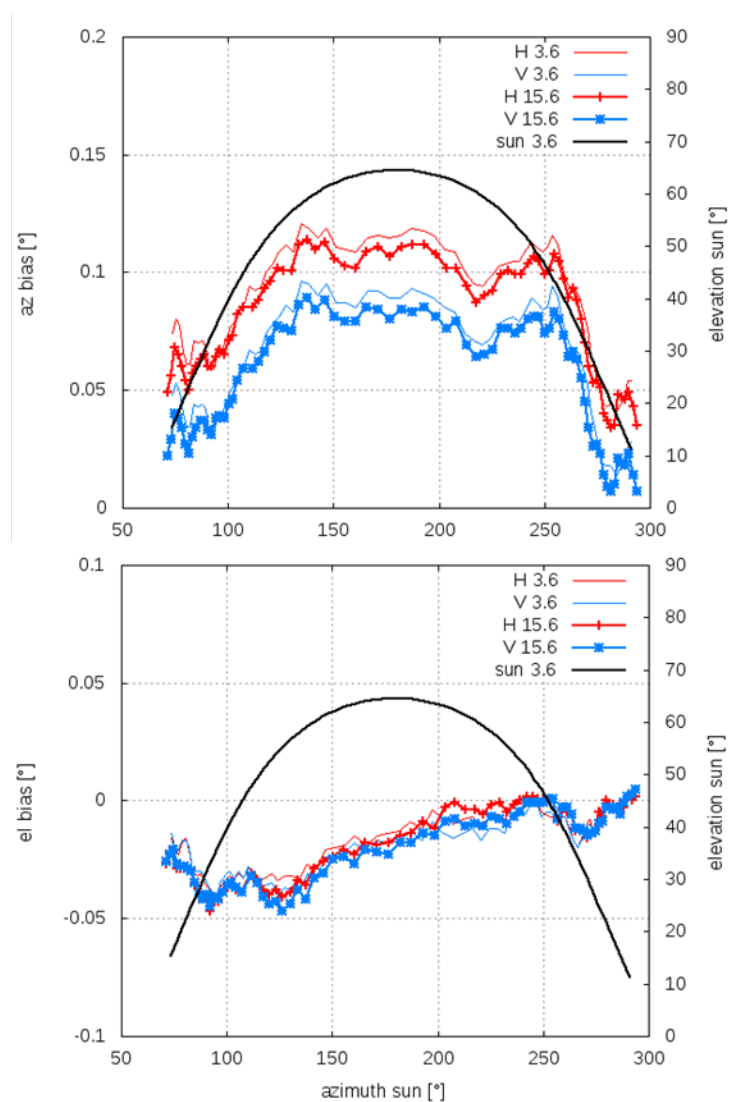 0.2
0.15
0.1
0.05
0
az bias [°]
H 3.6
V 3.6
H 15.6
V 15.6
sun 3.6
90
80
70
60
50
40
30
20
10
0
elevation sun [°]
50 100 150 200 250 300
0.1
0.05
0
-0.05
-0.1
el bias [°]
H 3.6
V 3.6
H 15.6
V 15.6
sun 3.6
90
80
70
60
50
40
30
20
10
0
elevation sun [°]
50 100 150 200 250 300
azimuth sun [°]